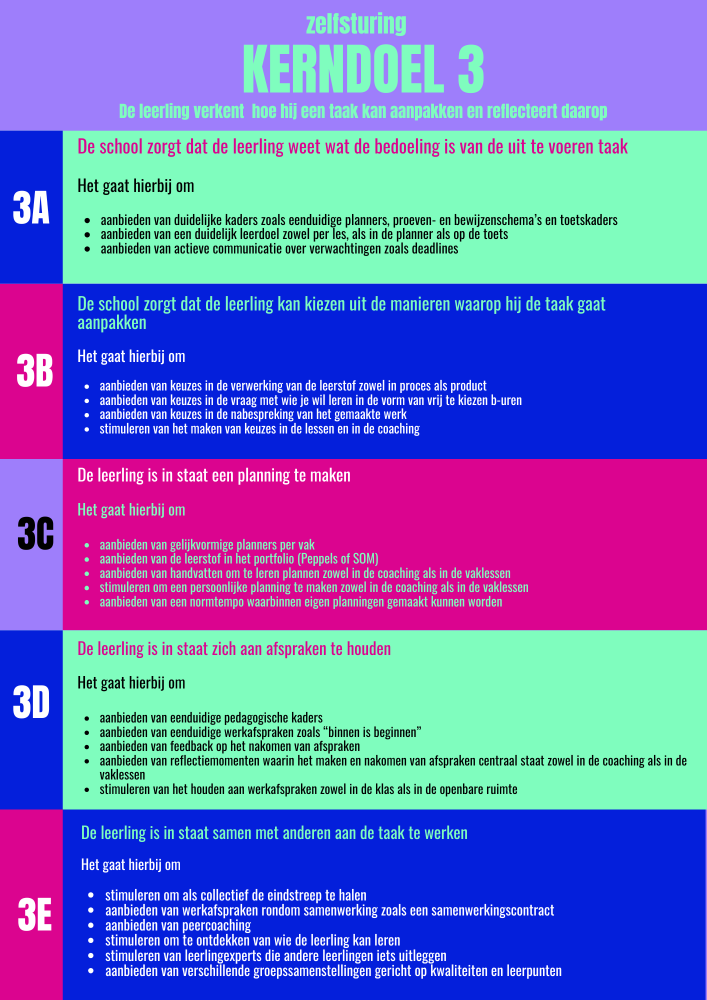 zelfsturing
KERNDOEL 3
De leerling verkent hoe hij een taak kan aanpakken en reflecteert daarop
De school zorgt dat de leerling weet wat de bedoeling is van de uit te voeren taak
Het gaat hierbij om
3A
• aanbieden van duidelijke kaders zoals eenduidige planners, proeven- en bewijzenschema’s en toetskaders
• aanbieden van een duidelijk leerdoel zowel per les, als in de planner als op de toets
• aanbieden van actieve communicatie over verwachtingen zoals deadlines
De school zorgt dat de leerling kan kiezen uit de manieren waarop hij de taak gaat
aanpakken
Het gaat hierbij om
3B
• aanbieden van keuzes in de verwerking van de leerstof zowel in proces als product
• aanbieden van keuzes in de vraag met wie je wil leren in de vorm van vrij te kiezen b-uren
• aanbieden van keuzes in de nabespreking van het gemaakte werk
• stimuleren van het maken van keuzes in de lessen en in de coaching
De leerling is in staat een planning te maken
Het gaat hierbij om
3C
• aanbieden van gelijkvormige planners per vak
• aanbieden van de leerstof in het portfolio (Peppels of SOM)
• aanbieden van handvatten om te leren plannen zowel in de coaching als in de vaklessen
• stimuleren om een persoonlijke planning te maken zowel in de coaching als in de vaklessen
• aanbieden van een normtempo waarbinnen eigen planningen gemaakt kunnen worden
De leerling is in staat zich aan afspraken te houden
Het gaat hierbij om
3D
• aanbieden van eenduidige pedagogische kaders
• aanbieden van eenduidige werkafspraken zoals “binnen is beginnen”
• aanbieden van feedback op het nakomen van afspraken
• aanbieden van reflectiemomenten waarin het maken en nakomen van afspraken centraal staat zowel in de coaching als in de
vaklessen
• stimuleren van het houden aan werkafspraken zowel in de klas als in de openbare ruimte
De leerling is in staat samen met anderen aan de taak te werken
Het gaat hierbij om
3E
• stimuleren om als collectief de eindstreep te halen
• aanbieden van werkafspraken rondom samenwerking zoals een samenwerkingscontract
• aanbieden van peercoaching
• stimuleren om te ontdekken van wie de leerling kan leren
• stimuleren van leerlingexperts die andere leerlingen iets uitleggen
• aanbieden van verschillende groepssamenstellingen gericht op kwaliteiten en leerpunten